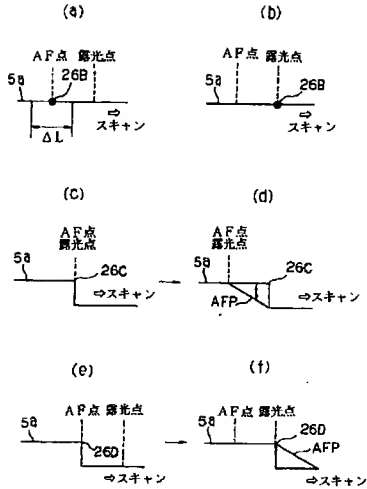 (a)
AF点 露光点
5a 26B
⇨
スキャン
ΔL
(b)
AF点 露光点
5a 26B
⇨
スキャン
(c)
AF点
露光点
5a 26C
⇨スキャン
(d)
AF点
露光点
5a 26C
⇨スキャン
AFP
(e)
AF点 露光点
5a 26D
⇨スキャン
(f)
AF点 露光点
5a 26D
AFP
⇨スキャン